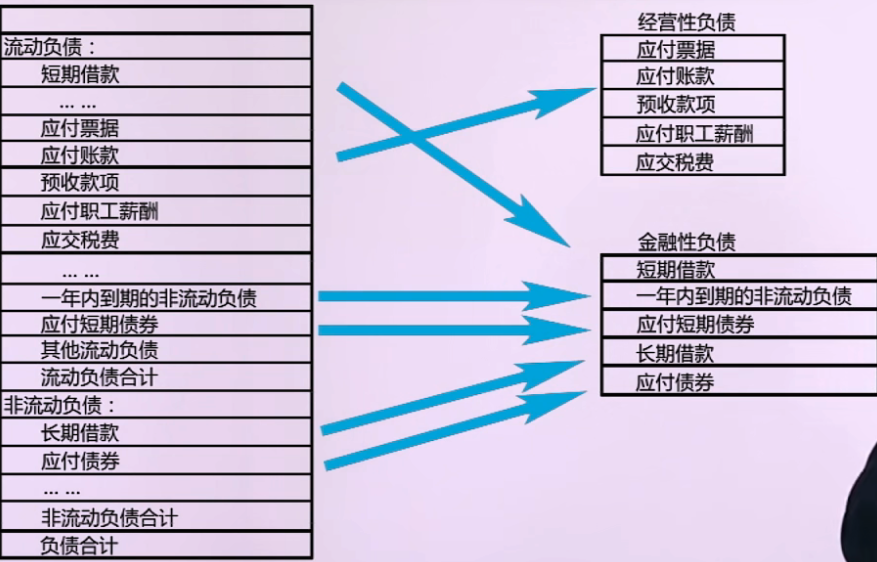 流动负债：
短期借款
... ...
应付票据
应付账款
预收款项
应付职工薪酬
应交税费
... ...
一年内到期的非流动负债
应付短期债券
其他流动负债
流动负债合计
非流动负债：
长期借款
应付债券
... ...
非流动负债合计
负债合计
经营性负债
应付票据
应付账款
预收款项
应付职工薪酬
应交税费
金融性负债
短期借款
一年内到期的非流动负债
应付短期债券
长期借款
应付债券